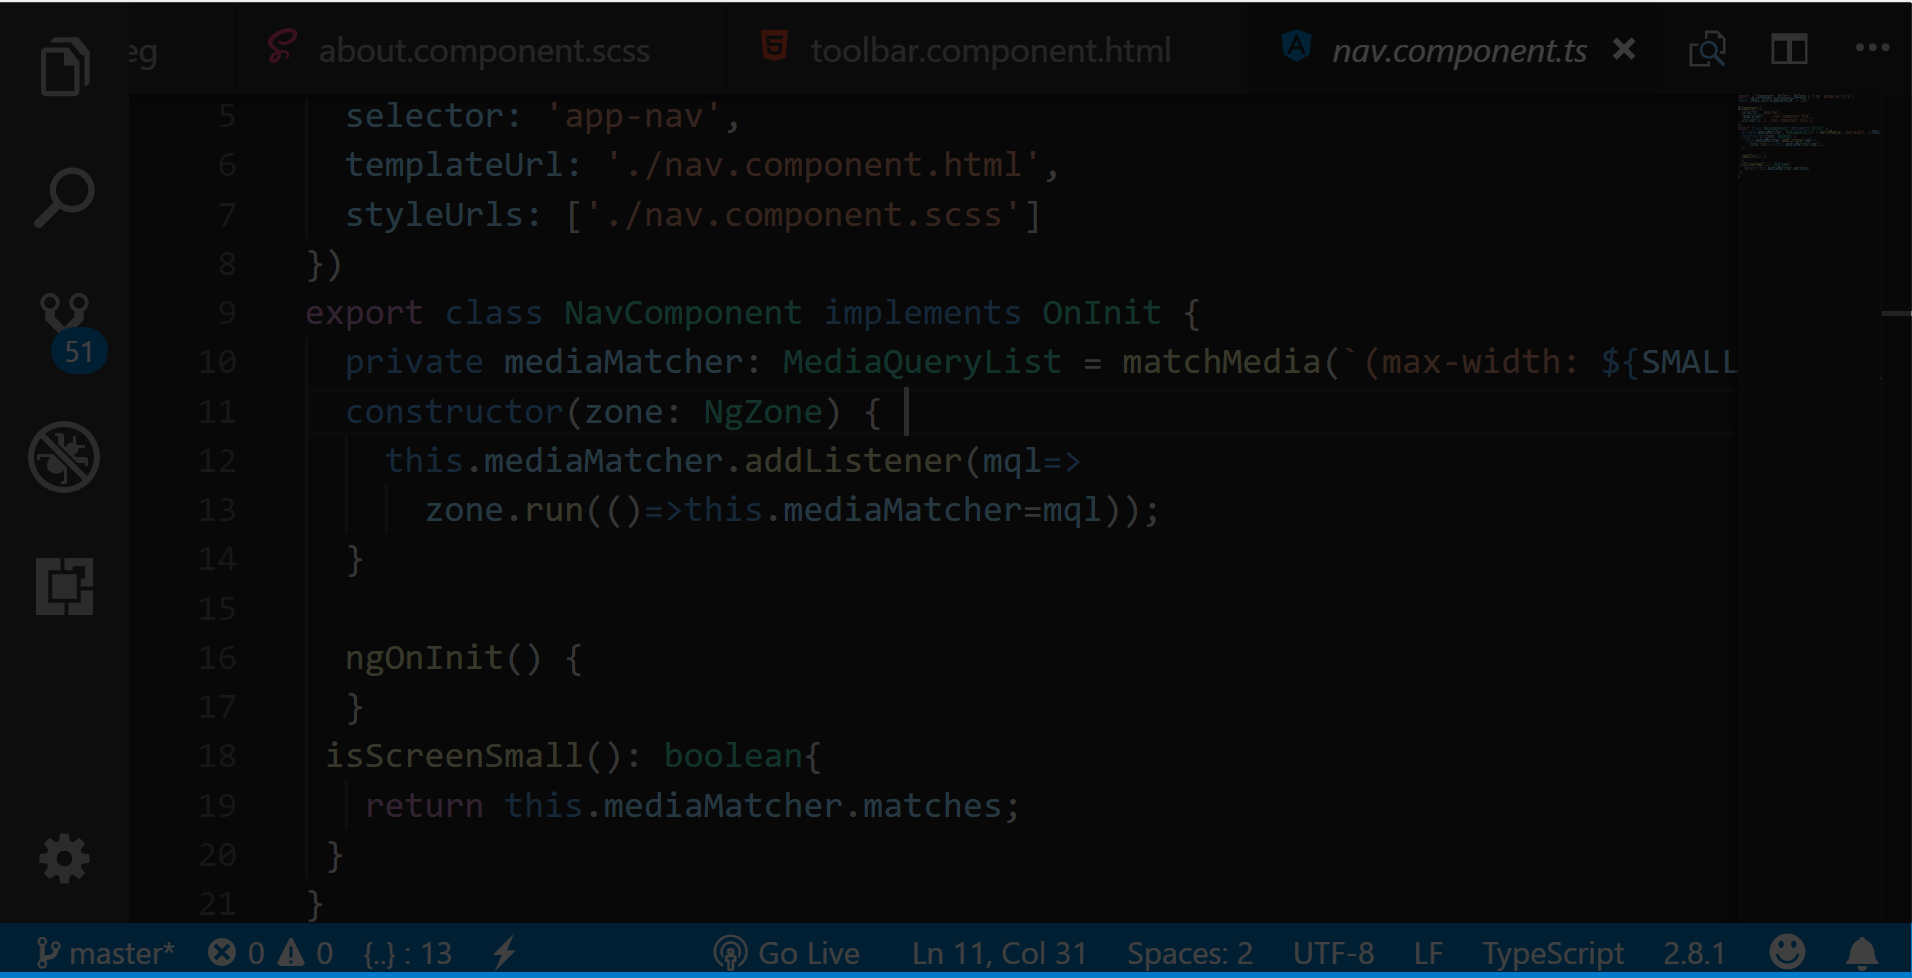 eg about.component.scss toolbar.component.html nav.component.ts
5 selector: 'app-nav',
6 templateUrl: './nav.component.html',
7 styleUrls: ['./nav.component.scss']
8 })
9 export class NavComponent implements OnInit {
10 private mediaMatcher: MediaQueryList = matchMedia(`(max-width: ${SMALL
11 constructor(zone: NgZone) {
12 this.mediaMatcher.addListener(mql=>
13 zone.run(()=>this.mediaMatcher=mql));
14 }
15
16 ngOnInit() {
17 }
18 isScreenSmall(): boolean{
19 return this.mediaMatcher.matches;
20 }
21 }
51
master* 0 0 {..} : 13 Go Live Ln 11, Col 31 Spaces: 2 UTF-8 LF TypeScript 2.8.1